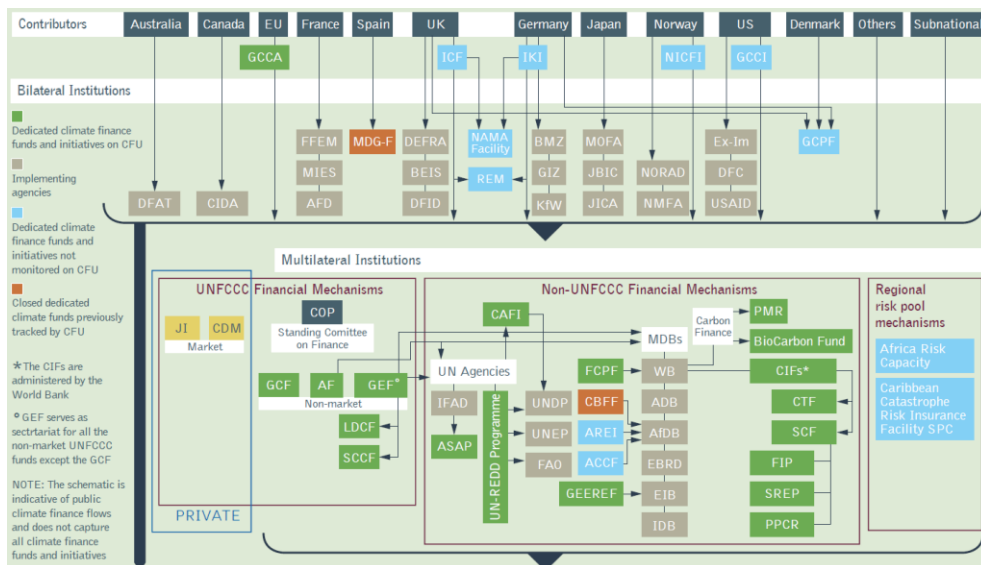 Contributors
Australia
Canada
EU
France
Spain
UK
Germany
Japan
Norway
US
Denmark
Others
Subnational
GCCA
ICF
IKI
NICFI
GCCI
Bilateral Institutions
Dedicated climate finance
funds and initiatives on CFU
Implementing
agencies
Dedicated climate
finance funds and
initiatives not
monitored on CFU
Closed dedicated
climate funds previously
tracked by CFU
* The CIFs are
administered by the
World Bank
° GEF serves as
sectrtariat for all the
non-market UNFCCC
funds except the GCF
NOTE: The schematic is
indicative of public
climate finance flows
and does not capture
all climate finance
funds and initiatives
DFAT
CIDA
FFEM
MIES
AFD
MDG-F
DEFRA
BEIS
DFID
NAMA
Facility
REM
BMZ
GIZ
KfW
MOFA
JBIC
JICA
NORAD
NMFA
Ex-Im
DFC
USAID
GCPF
Multilateral Institutions
UNFCCC Financial Mechanisms
JI
CDM
Market
COP
Standing Comittee
on Finance
GCF
AF
GEF°
Non-market
LDCF
SCCF
PRIVATE
Non-UNFCCC Financial Mechanisms
CAFI
UN Agencies
IFAD
ASAP
UN-REDD Programme
UNDP
UNEP
FAO
FCPF
CBFF
AREI
ACCF
GEEREF
MDBs
WB
ADB
AfDB
EBRD
EIB
IDB
Carbon
Finance
PMR
BioCarbon Fund
CIFs*
CTF
SCF
FIP
SREP
PPCR
Regional
risk pool
mechanisms
Africa Risk
Capacity
Caribbean
Catastrophe
Risk Insurance
Facility SPC